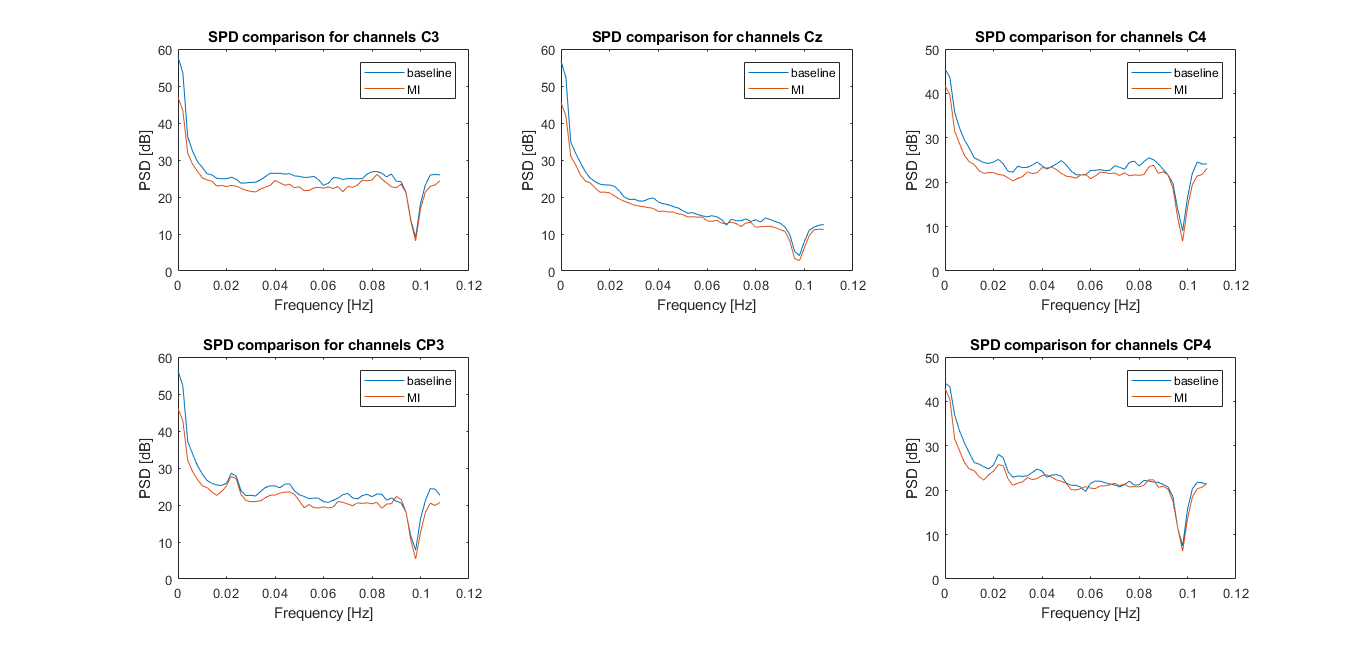 SPD comparison for channels C3
60
50
40
30
20
10
0
PSD [dB]
baseline
MI
0 0.02 0.04 0.06 0.08 0.1 0.12
Frequency [Hz]
SPD comparison for channels Cz
60
50
40
30
20
10
0
PSD [dB]
baseline
MI
0 0.02 0.04 0.06 0.08 0.1 0.12
Frequency [Hz]
SPD comparison for channels C4
50
40
30
20
10
0
PSD [dB]
baseline
MI
0 0.02 0.04 0.06 0.08 0.1 0.12
Frequency [Hz]
SPD comparison for channels CP3
60
50
40
30
20
10
0
PSD [dB]
baseline
MI
0 0.02 0.04 0.06 0.08 0.1 0.12
Frequency [Hz]
SPD comparison for channels CP4
50
40
30
20
10
0
PSD [dB]
baseline
MI
0 0.02 0.04 0.06 0.08 0.1 0.12
Frequency [Hz]